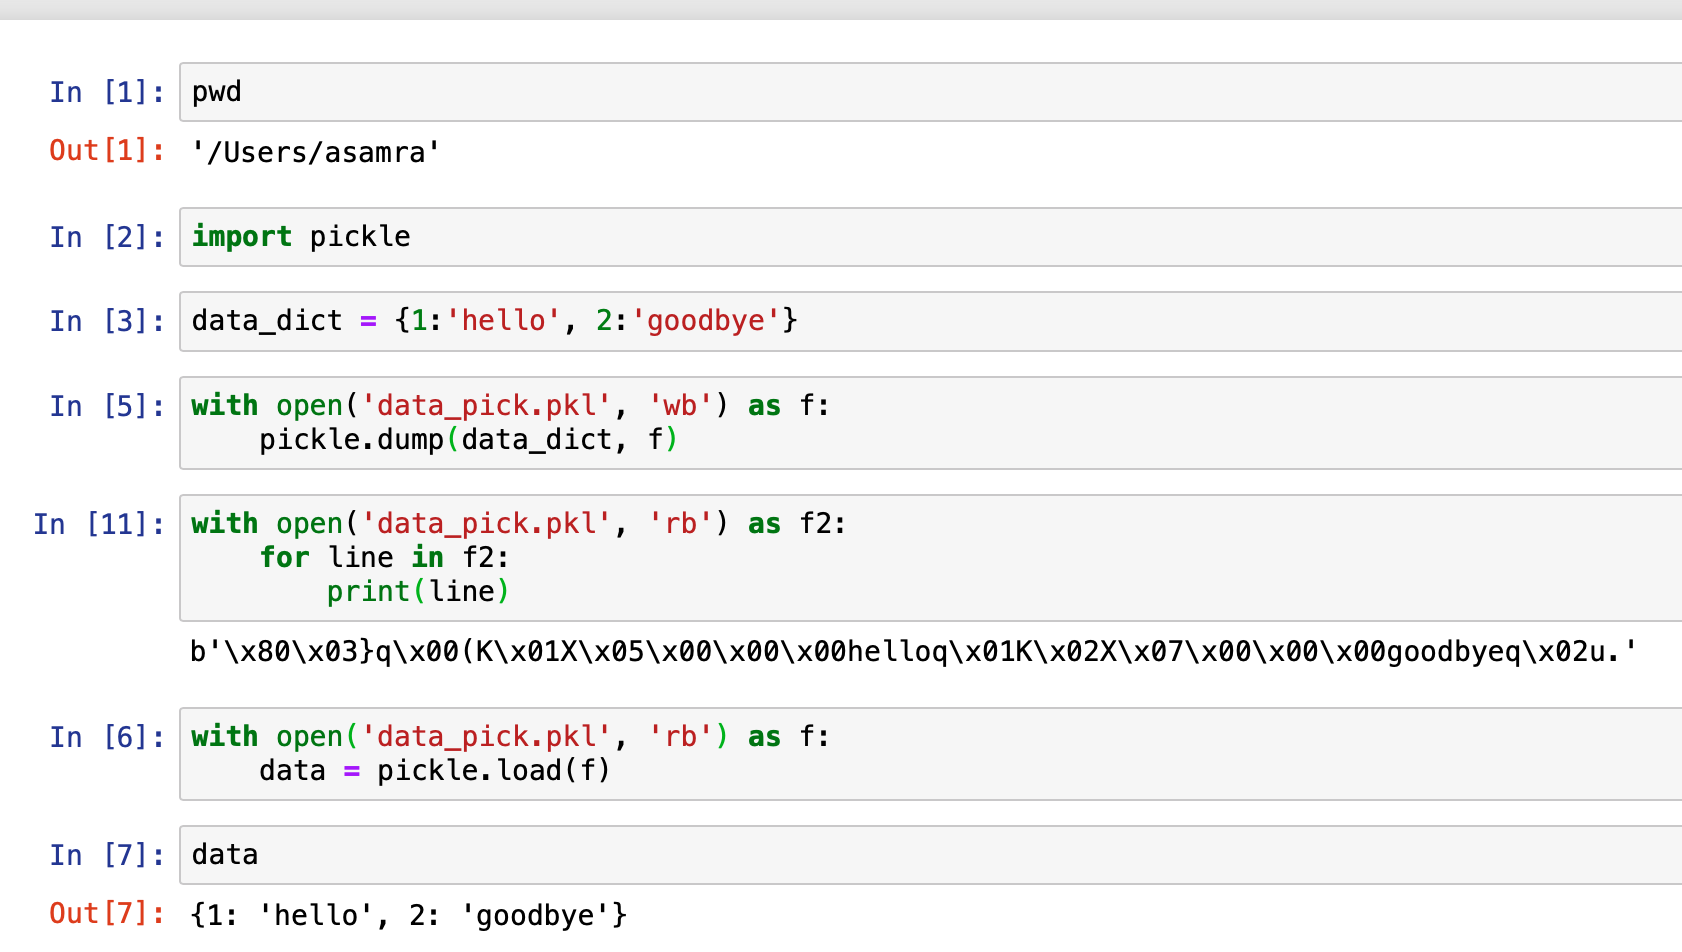 In [1]: pwd
Out[1]: '/Users/asamra'
In [2]: import pickle
In [3]: data_dict = {1:'hello', 2:'goodbye'}
In [5]: with open('data_pick.pkl', 'wb') as f:
    pickle.dump(data_dict, f)
In [11]: with open('data_pick.pkl', 'rb') as f2:
    for line in f2:
        print(line)
b'\x80\x03}q\x00(K\x01X\x05\x00\x00\x00helloq\x01K\x02X\x07\x00\x00\x00goodbyeq\x02u.'
In [6]: with open('data_pick.pkl', 'rb') as f:
    data = pickle.load(f)
In [7]: data
Out[7]: {1: 'hello', 2: 'goodbye'}